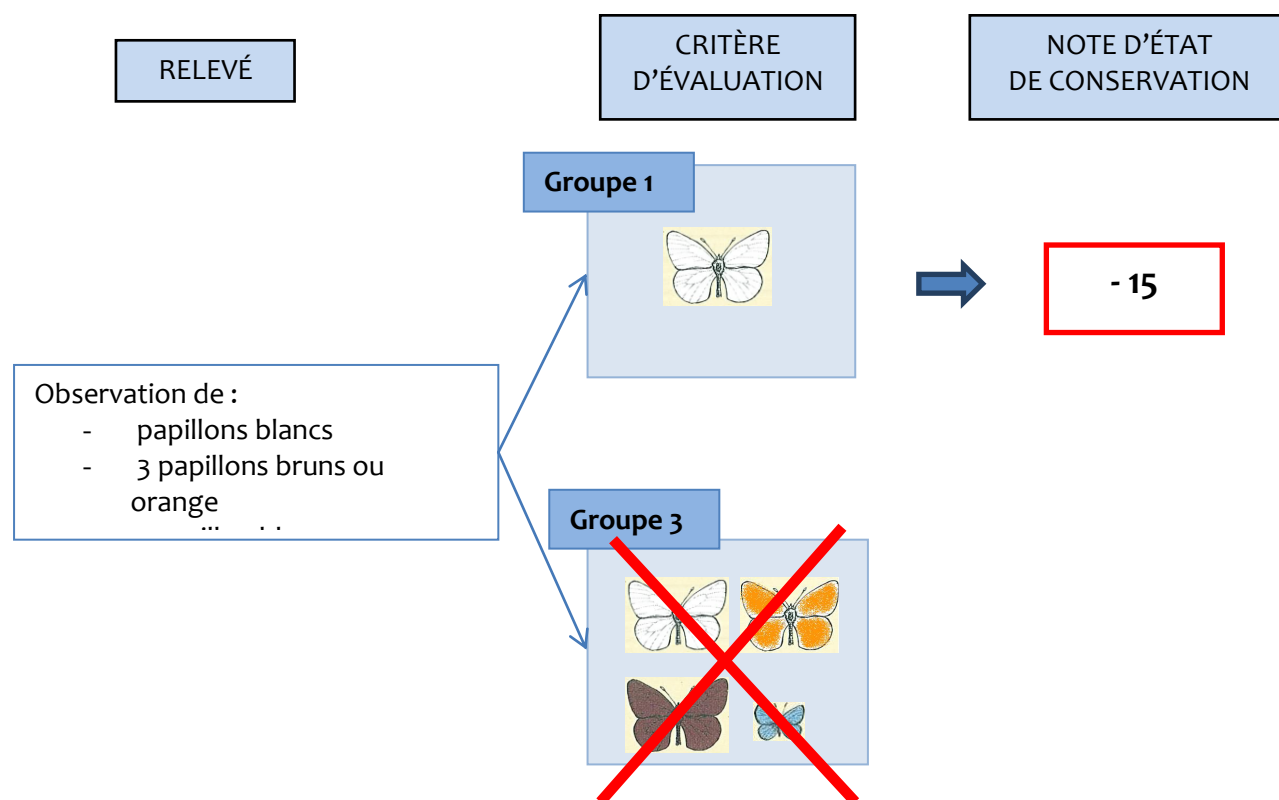 RELEVÉ
CRITÈRE
D'ÉVALUATION
NOTE D'ÉTAT
DE CONSERVATION
Groupe 1
- 15
Observation de :
- papillons blancs
- 3 papillons bruns ou
orange
Groupe 3